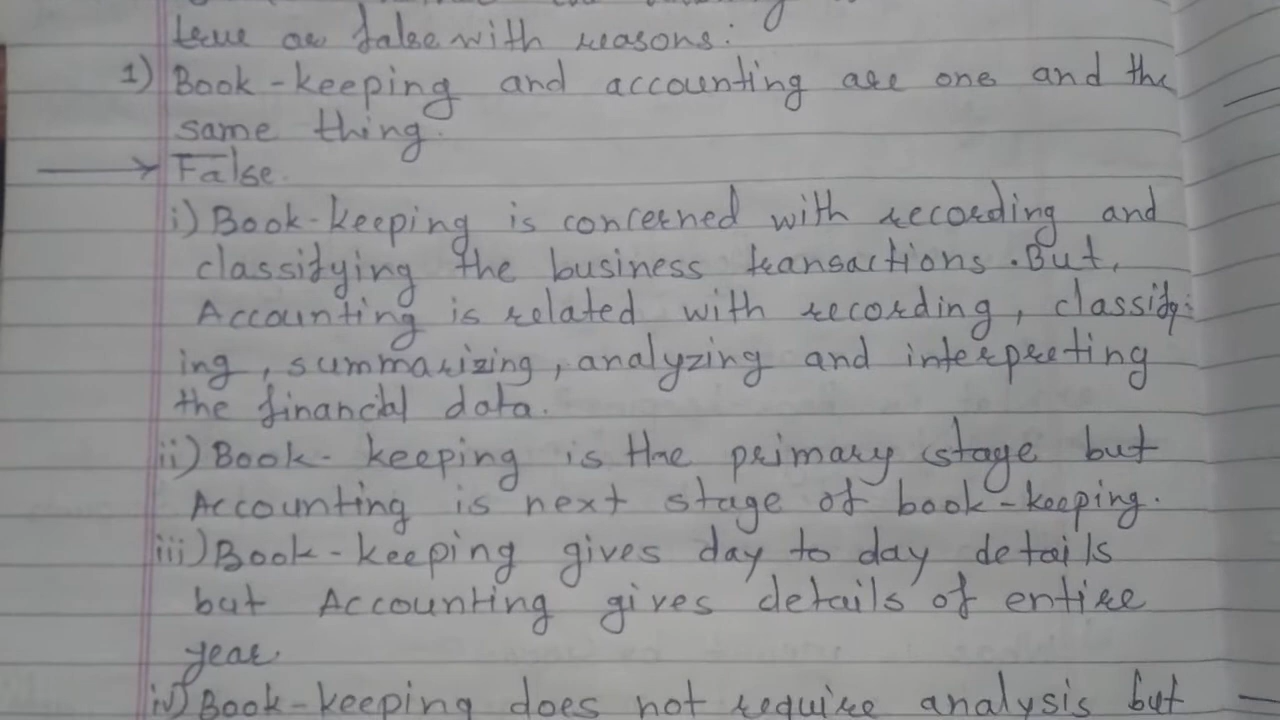 true or false with reasons:
1) Book-keeping and accounting are one and the
same thing.
→ False.
i) Book-keeping is concerned with recording and
classifying the business transactions. But,
Accounting is related with recording, classify-
ing, summarizing, analyzing and interpreting
the financial data.
ii) Book-keeping is the primary stage but
Accounting is next stage of book-keeping.
iii) Book-keeping gives day to day details
but Accounting gives details of entire
year.
iv) Book-keeping does not require analysis but